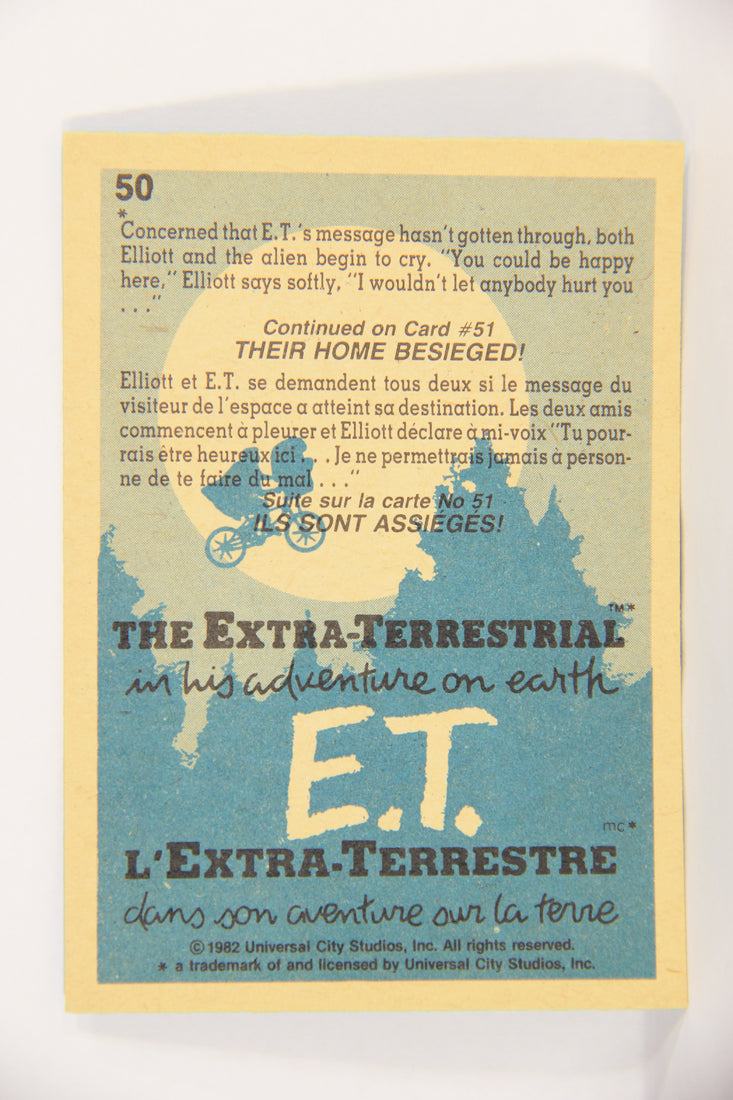 50
*
Concerned that E.T.'s message hasn't gotten through, both
Elliott and the alien begin to cry. "You could be happy
here," Elliott says softly, "I wouldn't let anybody hurt you
. . ."
Continued on Card #51
THEIR HOME BESIEGED!
Elliott et E.T. se demandent tous deux si le message du
visiteur de l'espace a atteint sa destination. Les deux amis
commencent à pleurer et Elliott déclare à mi-voix "Tu pour-
rais être heureux ici . . . Je ne permettrais jamais à person-
ne de te faire du mal . . ."
Suite sur la carte No 51
ILS SONT ASSIÉGÉS!
THE EXTRA-TERRESTRIAL ™*
in his adventure on earth
E.T.
mc*
L'EXTRA-TERRESTRE
dans son aventure sur la terre
© 1982 Universal City Studios, Inc. All rights reserved.
* a trademark of and licensed by Universal City Studios, Inc.